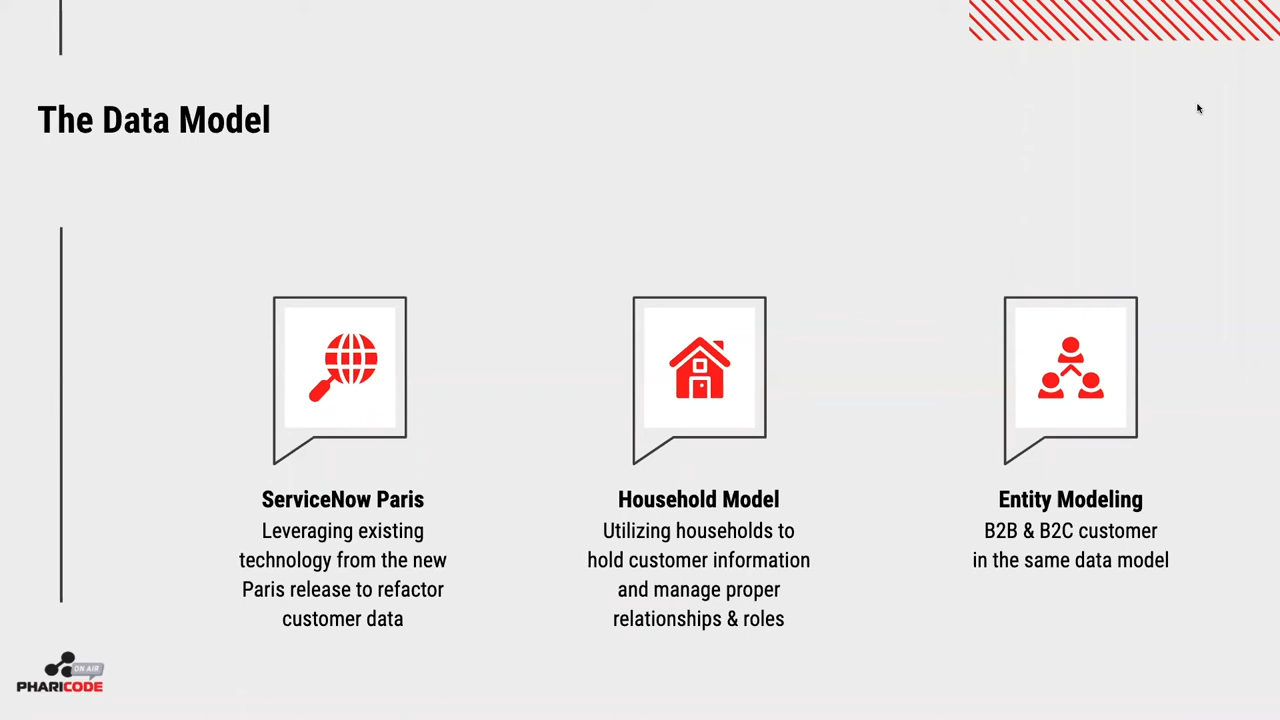 The Data Model
ServiceNow Paris
Leveraging existing
technology from the new
Paris release to refactor
customer data
Household Model
Utilizing households to
hold customer information
and manage proper
relationships & roles
Entity Modeling
B2B & B2C customer
in the same data model
ON AIR
PHARICODE